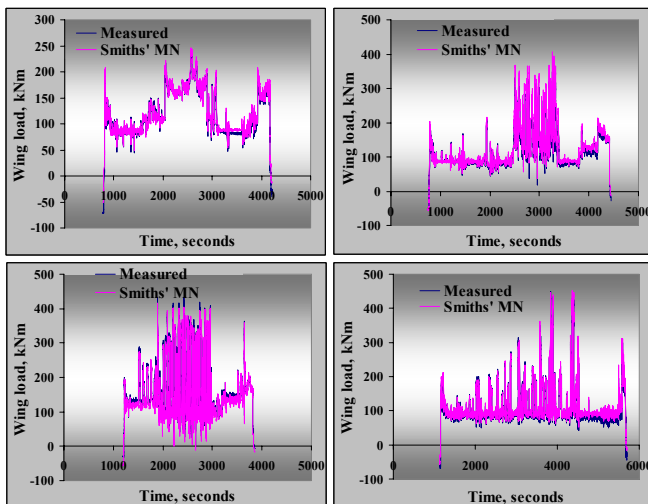 300
250
200
150
100
50
0
-50
-100
Wing load, kNm
Measured
Smiths' MN
0 1000 2000 3000 4000 5000
Time, seconds
500
400
300
200
100
0
-100
Wing load, kNm
Measured
Smiths' MN
0 1000 2000 3000 4000 5000
Time, seconds
500
400
300
200
100
0
-100
Wing load, kNm
Measured
Smiths' MN
0 1000 2000 3000 4000 5000
Time, seconds
500
400
300
200
100
0
-100
Wing load, kNm
Measured
Smiths' MN
0 2000 4000 6000
Time, seconds